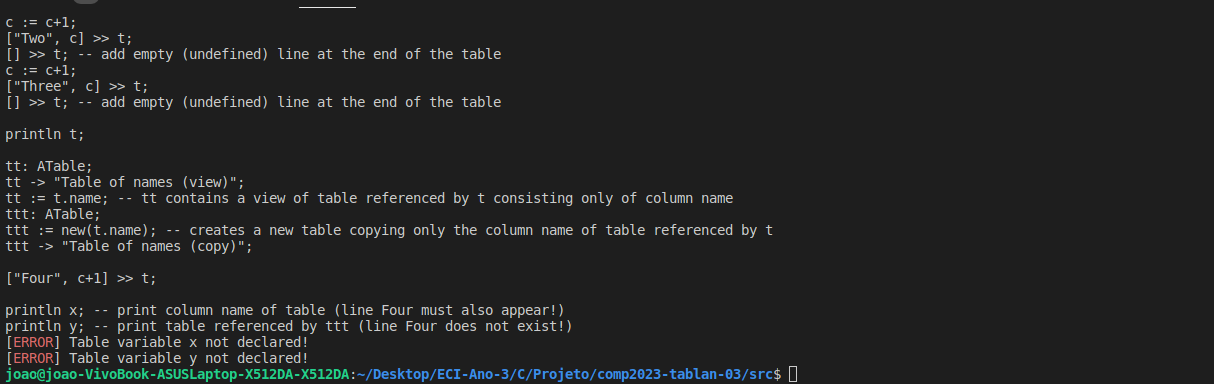 c := c+1;
["Two", c] >> t;
[] >> t; -- add empty (undefined) line at the end of the table
c := c+1;
["Three", c] >> t;
[] >> t; -- add empty (undefined) line at the end of the table
println t;
tt: ATable;
tt -> "Table of names (view)";
tt := t.name; -- tt contains a view of table referenced by t consisting only of column name
ttt: ATable;
ttt := new(t.name); -- creates a new table copying only the column name of table referenced by t
ttt -> "Table of names (copy)";
["Four", c+1] >> t;
println x; -- print column name of table (line Four must also appear!)
println y; -- print table referenced by ttt (line Four does not exist!)
[ERROR] Table variable x not declared!
[ERROR] Table variable y not declared!
joao@joao-VivoBook-ASUSLaptop-X512DA-X512DA:~/Desktop/ECI-Ano-3/C/Projeto/comp2023-tablan-03/src$